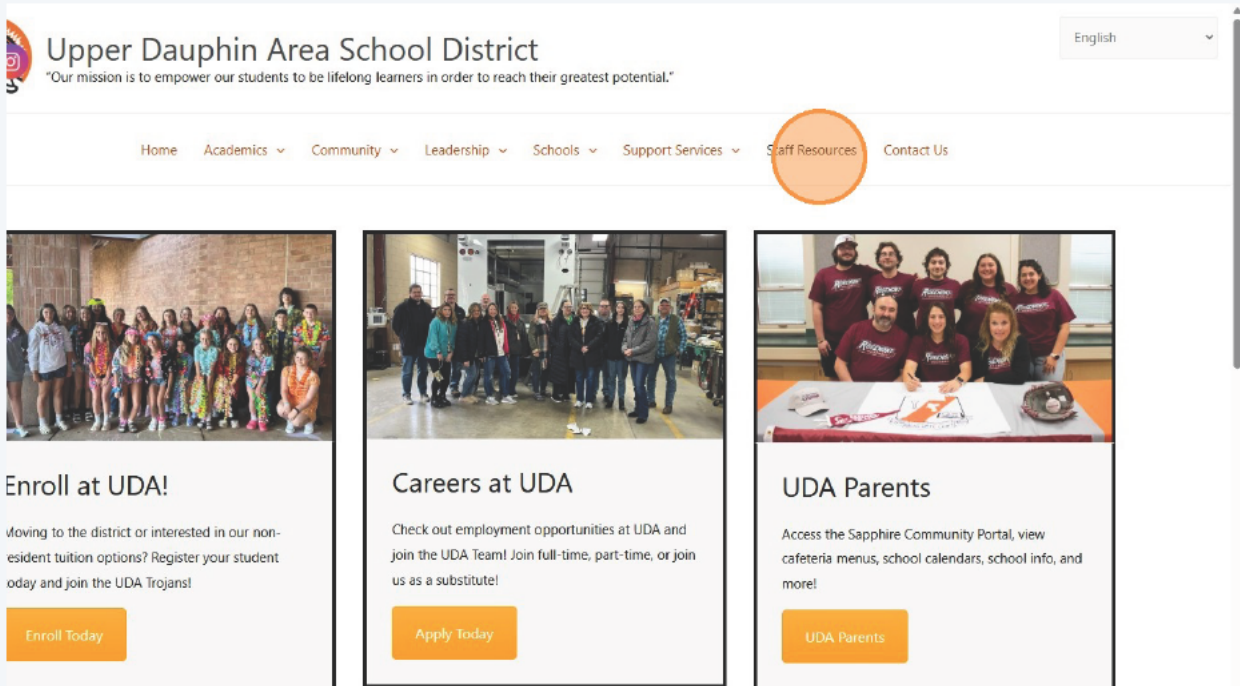 Upper Dauphin Area School District
"Our mission is to empower our students to be lifelong learners in order to reach their greatest potential."
English
Home Academics Community Leadership Schools Support Services Staff Resources Contact Us
Enroll at UDA!
Moving to the district or interested in our non-
resident tuition options? Register your student
today and join the UDA Trojans!
Enroll Today
Careers at UDA
Check out employment opportunities at UDA and
join the UDA Team! Join full-time, part-time, or join
us as a substitute!
Apply Today
UDA Parents
Access the Sapphire Community Portal, view
cafeteria menus, school calendars, school info, and
more!
UDA Parents